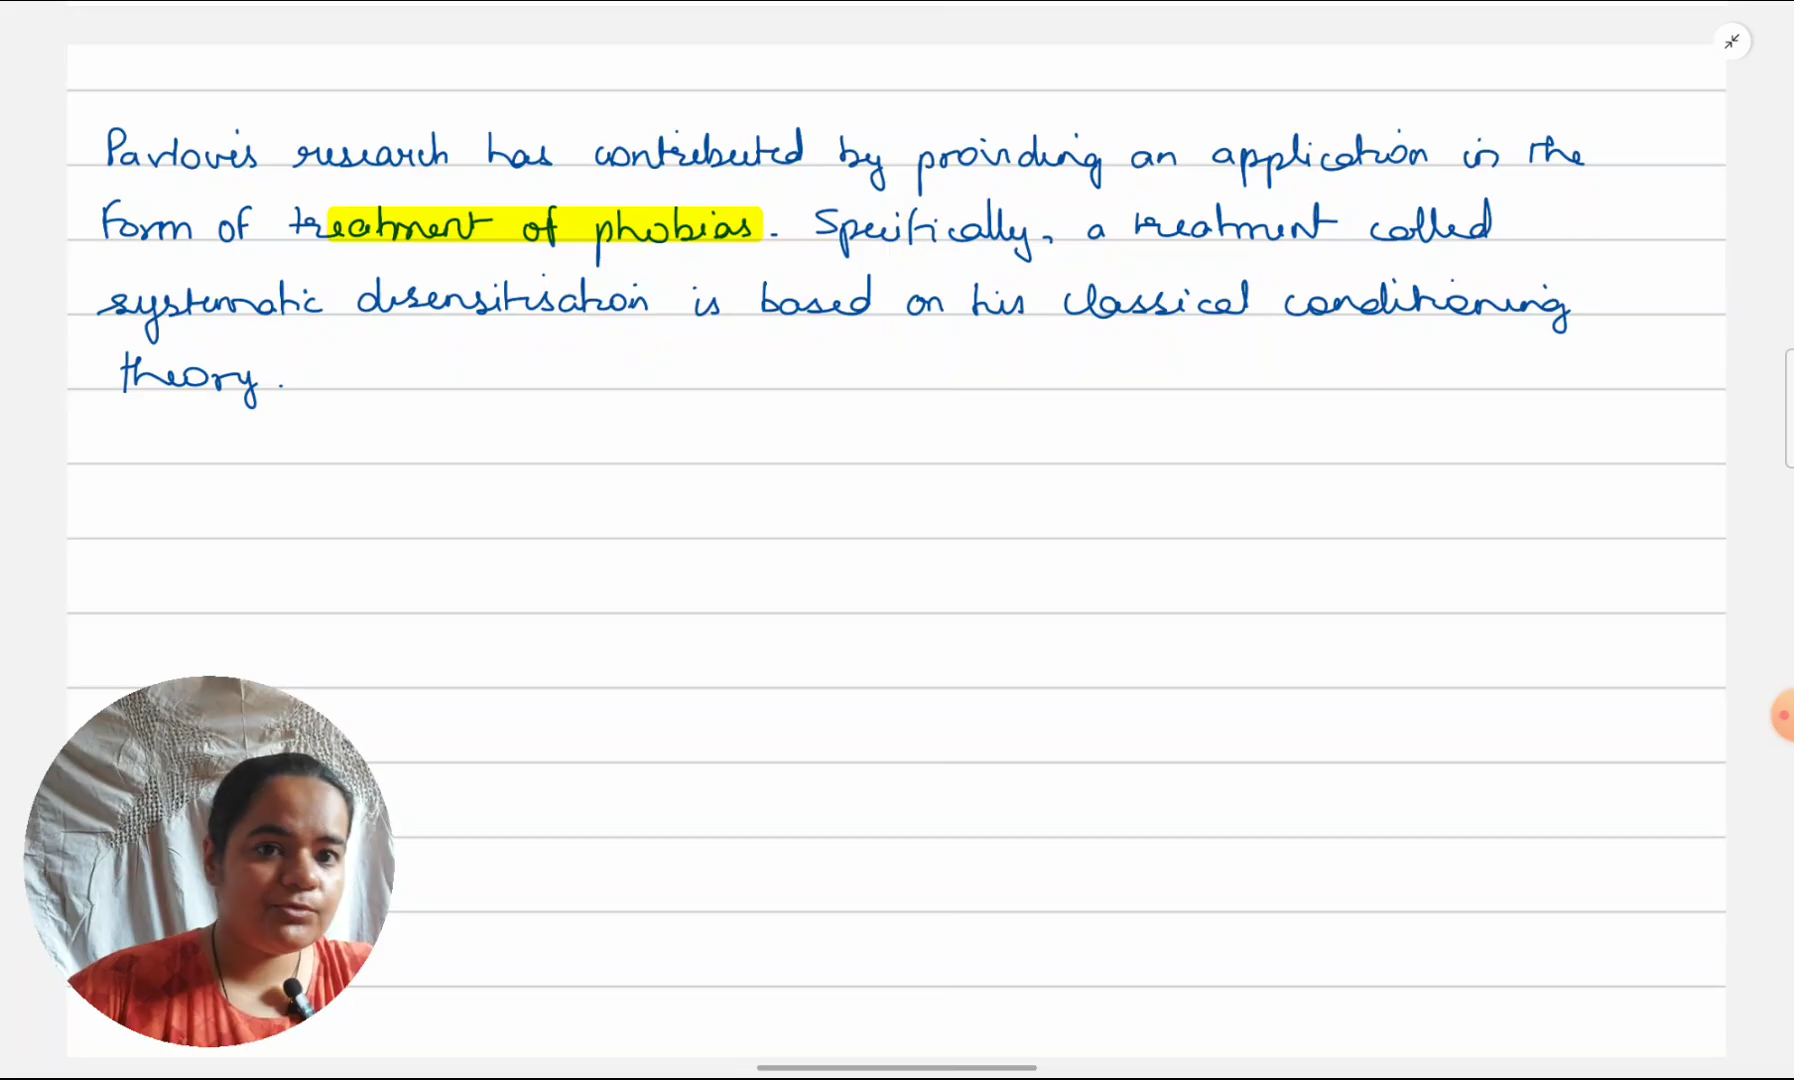 Pavlov's research has contributed by providing an application in the
form of treatment of phobias. Specifically, a treatment called
systematic desensitisation is based on his classical conditioning
theory.